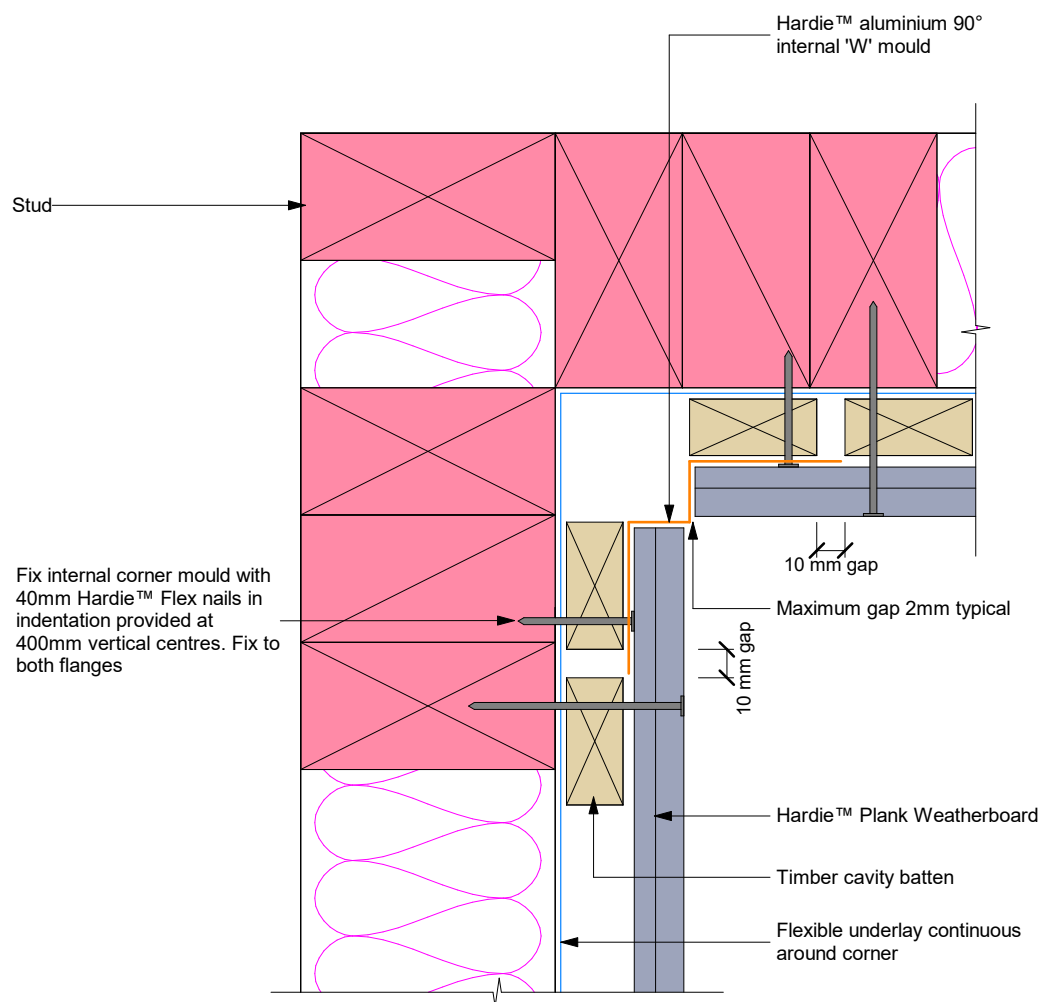 Hardie™ aluminium 90°
internal 'W' mould
Stud
10 mm gap
Fix internal corner mould with
40mm Hardie™ Flex nails in
indentation provided at
400mm vertical centres. Fix to
both flanges
Maximum gap 2mm typical
10 mm gap
Hardie™ Plank Weatherboard
Timber cavity batten
Flexible underlay continuous
around corner